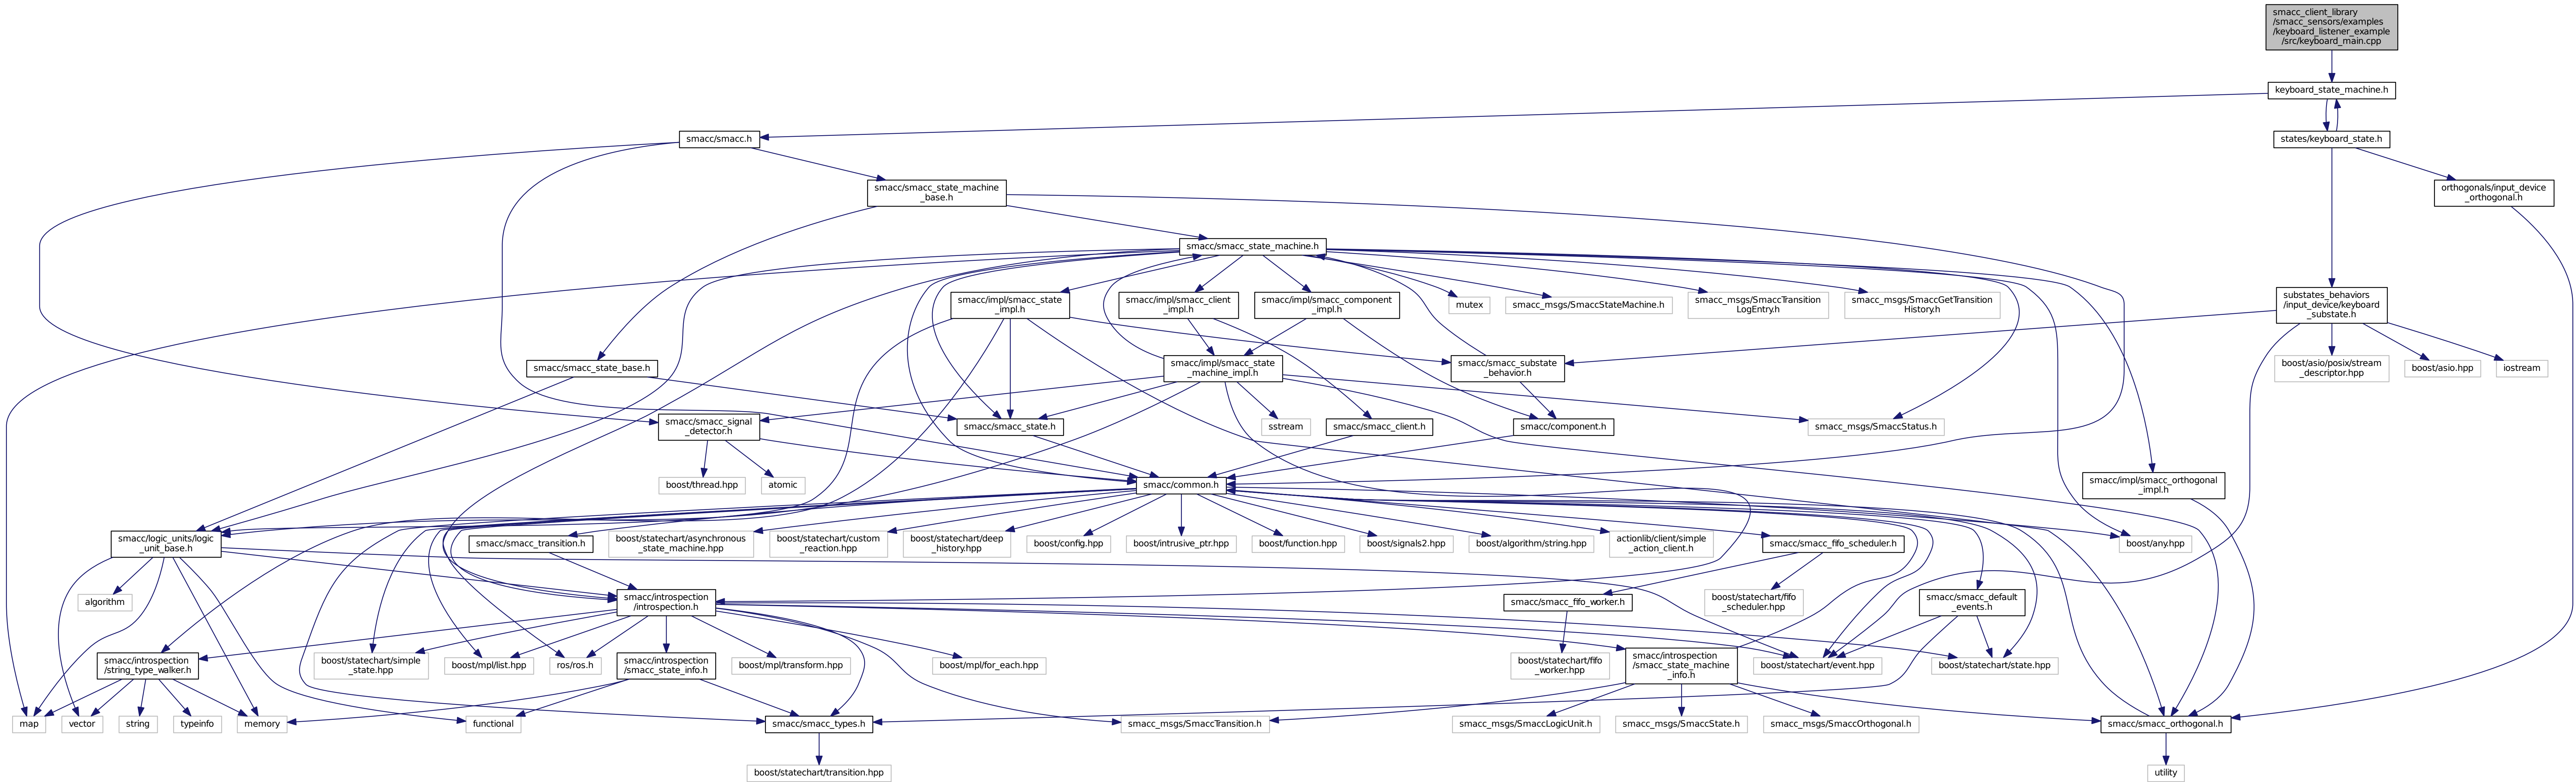 smacc_client_library
/smacc_sensors/examples
/keyboard_listener_example
/src/keyboard_main.cpp
keyboard_state_machine.h
smacc/smacc.h
states/keyboard_state.h
smacc/smacc_state_machine
_base.h
orthogonals/input_device
_orthogonal.h
smacc/smacc_state_machine.h
smacc/impl/smacc_state
_impl.h
smacc/impl/smacc_client
_impl.h
smacc/impl/smacc_component
_impl.h
mutex
smacc_msgs/SmaccStateMachine.h
smacc_msgs/SmaccTransition
LogEntry.h
smacc_msgs/SmaccGetTransition
History.h
substates_behaviors
/input_device/keyboard
_substate.h
smacc/smacc_state_base.h
smacc/impl/smacc_state
_machine_impl.h
smacc/smacc_substate
_behavior.h
boost/asio/posix/stream
_descriptor.hpp
boost/asio.hpp
iostream
smacc/smacc_signal
_detector.h
smacc/smacc_state.h
sstream
smacc/smacc_client.h
smacc/component.h
smacc_msgs/SmaccStatus.h
boost/thread.hpp
atomic
smacc/common.h
smacc/impl/smacc_orthogonal
_impl.h
smacc/logic_units/logic
_unit_base.h
smacc/smacc_transition.h
boost/statechart/asynchronous
_state_machine.hpp
boost/statechart/custom
_reaction.hpp
boost/statechart/deep
_history.hpp
boost/config.hpp
boost/intrusive_ptr.hpp
boost/function.hpp
boost/signals2.hpp
boost/algorithm/string.hpp
actionlib/client/simple
_action_client.h
smacc/smacc_fifo_scheduler.h
boost/any.hpp
algorithm
smacc/introspection
/introspection.h
smacc/smacc_fifo_worker.h
boost/statechart/fifo
_scheduler.hpp
smacc/smacc_default
_events.h
smacc/introspection
/string_type_walker.h
boost/statechart/simple
_state.hpp
boost/mpl/list.hpp
ros/ros.h
smacc/introspection
/smacc_state_info.h
boost/mpl/transform.hpp
boost/mpl/for_each.hpp
boost/statechart/fifo
_worker.hpp
smacc/introspection
/smacc_state_machine
_info.h
boost/statechart/event.hpp
boost/statechart/state.hpp
map
vector
string
typeinfo
memory
functional
smacc/smacc_types.h
smacc_msgs/SmaccTransition.h
smacc_msgs/SmaccLogicUnit.h
smacc_msgs/SmaccState.h
smacc_msgs/SmaccOrthogonal.h
smacc/smacc_orthogonal.h
boost/statechart/transition.hpp
utility